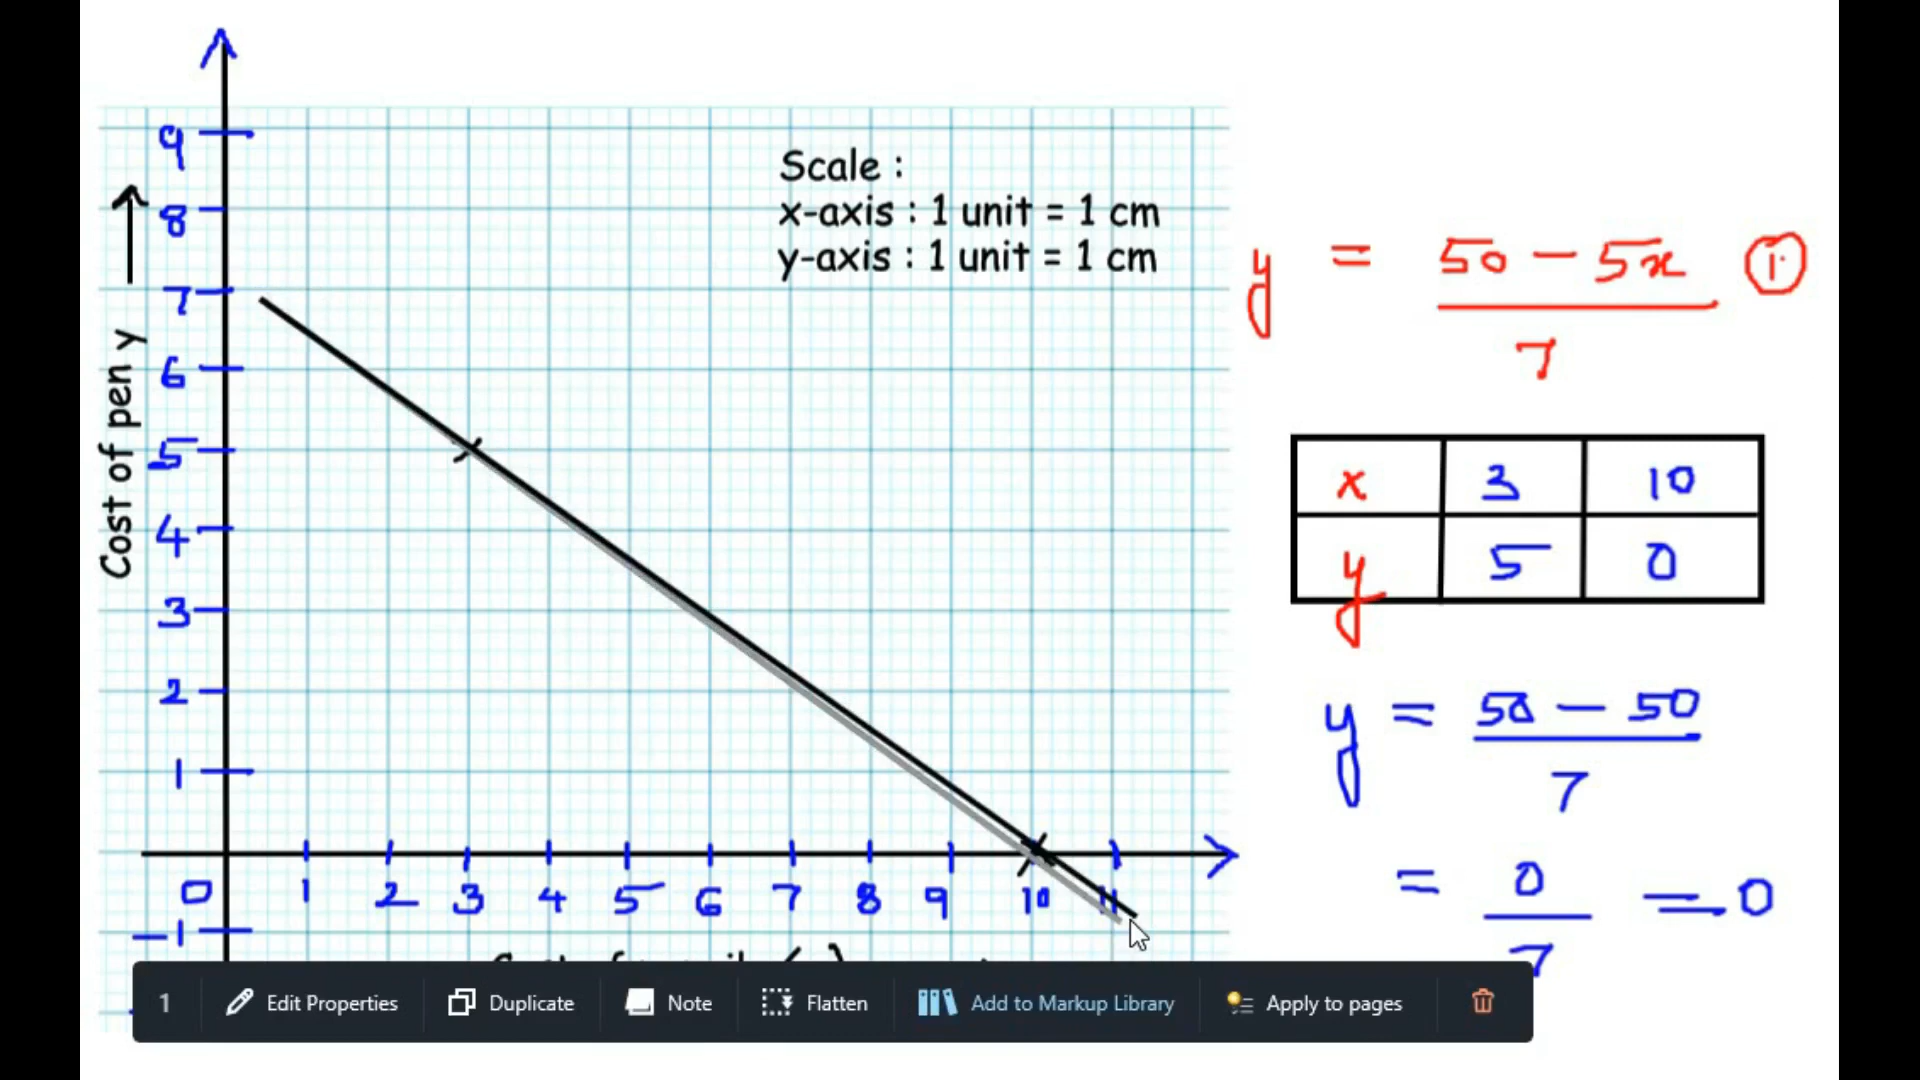 9
8
7
6
5
4
3
2
1
0 1 2 3 4 5 6 7 8 9 10 11
-1
Cost of pen y
Scale :
x-axis : 1 unit = 1 cm
y-axis : 1 unit = 1 cm
y = 50 - 5x / 7 ①
x 3 10
y 5 0
y = 50 - 50 / 7
= 0 / 7 = 0
1 Edit Properties Duplicate Note Flatten Add to Markup Library Apply to pages